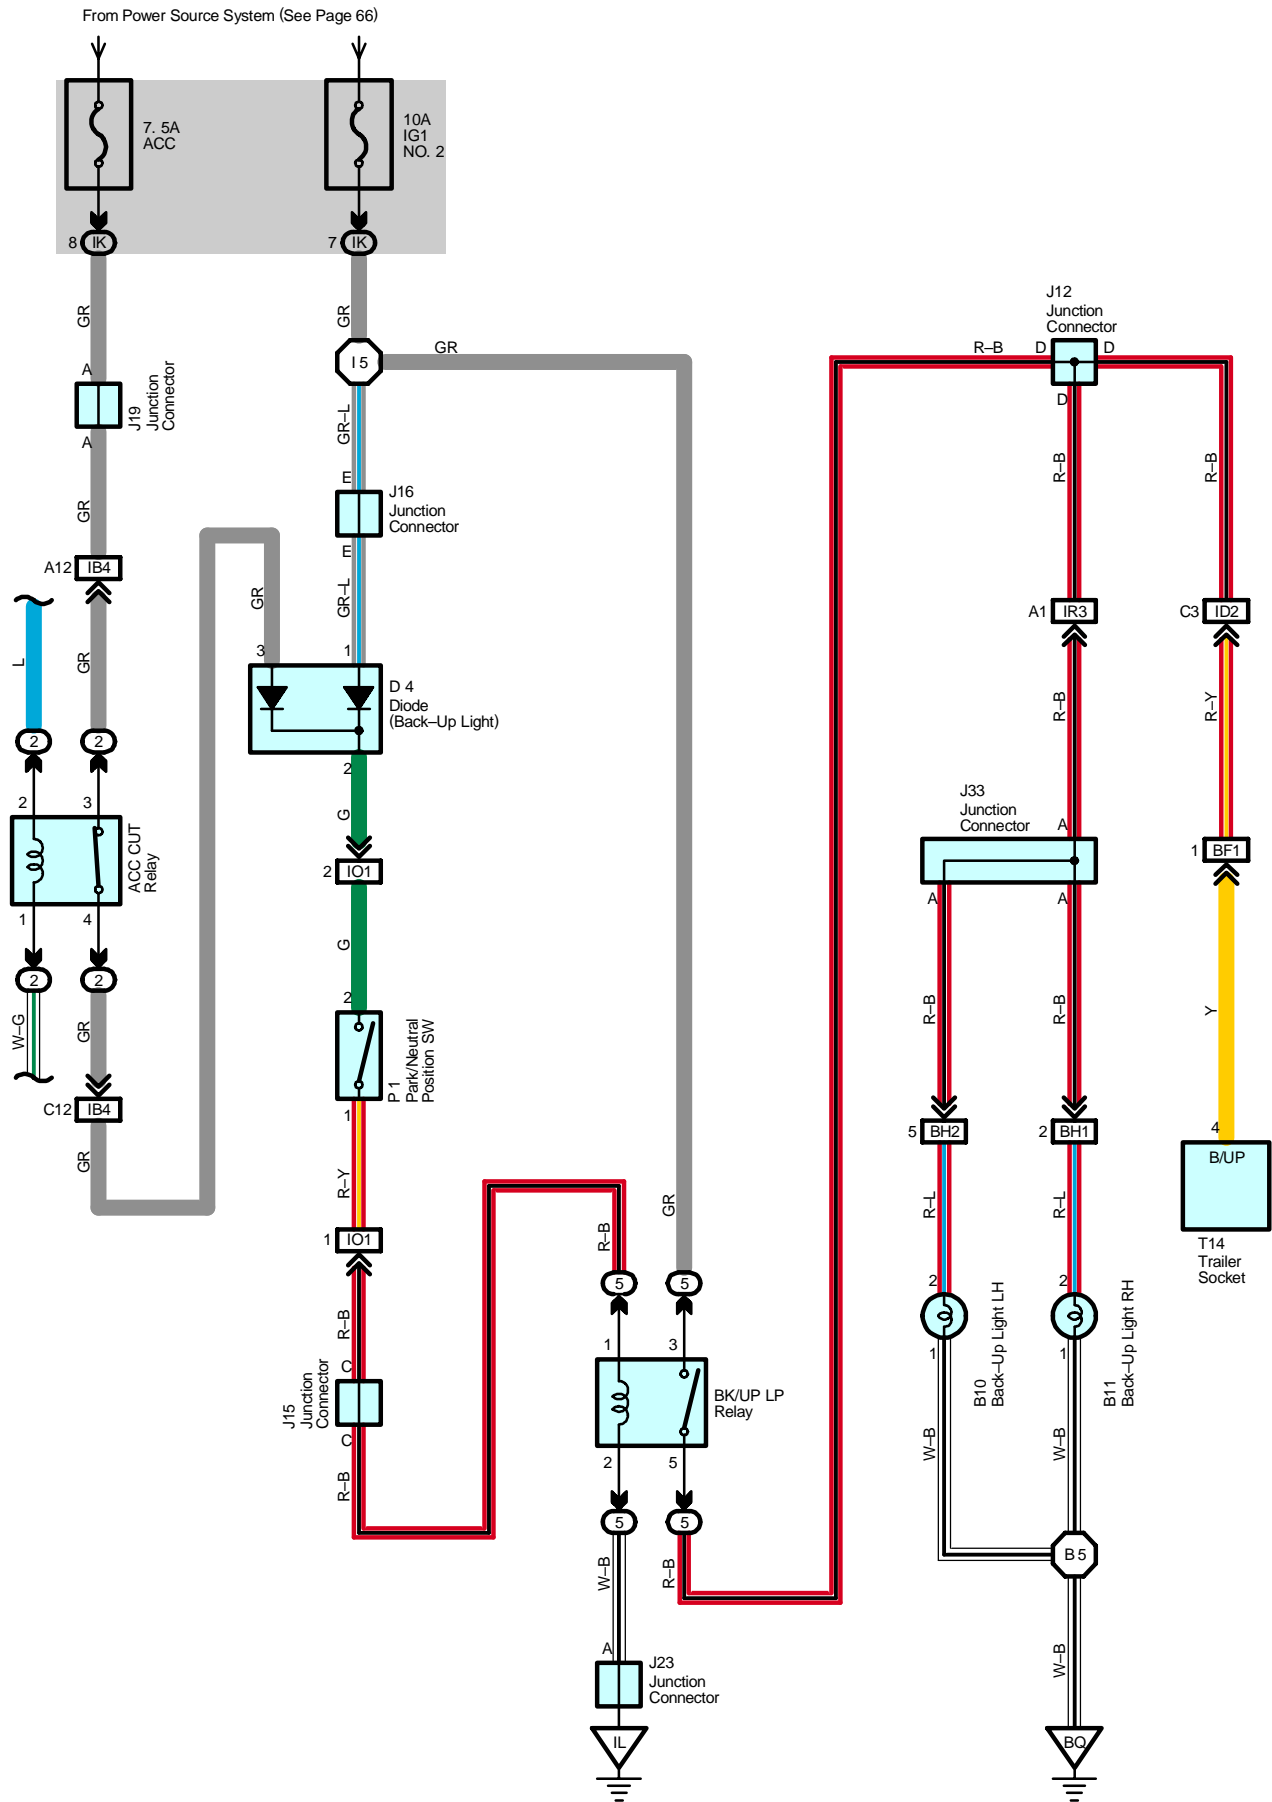 From Power Source System (See Page 66)
7. 5A
ACC
10A
IG1
NO. 2
8 IK
7 IK
GR
GR
I 5
GR
A
J19
Junction
Connector
A
GR
GR–L
E
J16
Junction
Connector
E
GR–L
GR
A12 IB4
L
GR
3
1
D 4
Diode
(Back–Up Light)
2
2
2
2
3
ACC CUT
Relay
1
4
2
2
W–G
GR
C12 IB4
GR
G
2 IO1
G
2
P 1
Park/Neutral
Position SW
1
R–Y
1 IO1
R–B
C
J15
Junction
Connector
C
R–B
R–B
GR
5
5
1
3
BK/UP LP
Relay
2
5
5
5
W–B
R–B
A
J23
Junction
Connector
IL
J12
Junction
Connector
R–B
D
D
D
R–B
R–B
A1 IR3
C3 ID2
R–B
R–Y
J33
Junction
Connector
A
A
A
1 BF1
R–B
R–B
Y
5 BH2
2 BH1
4
B/UP
T14
Trailer
Socket
R–L
R–L
2
2
1
1
B10
Back–Up Light LH
B11
Back–Up Light RH
W–B
W–B
B 5
W–B
BQ